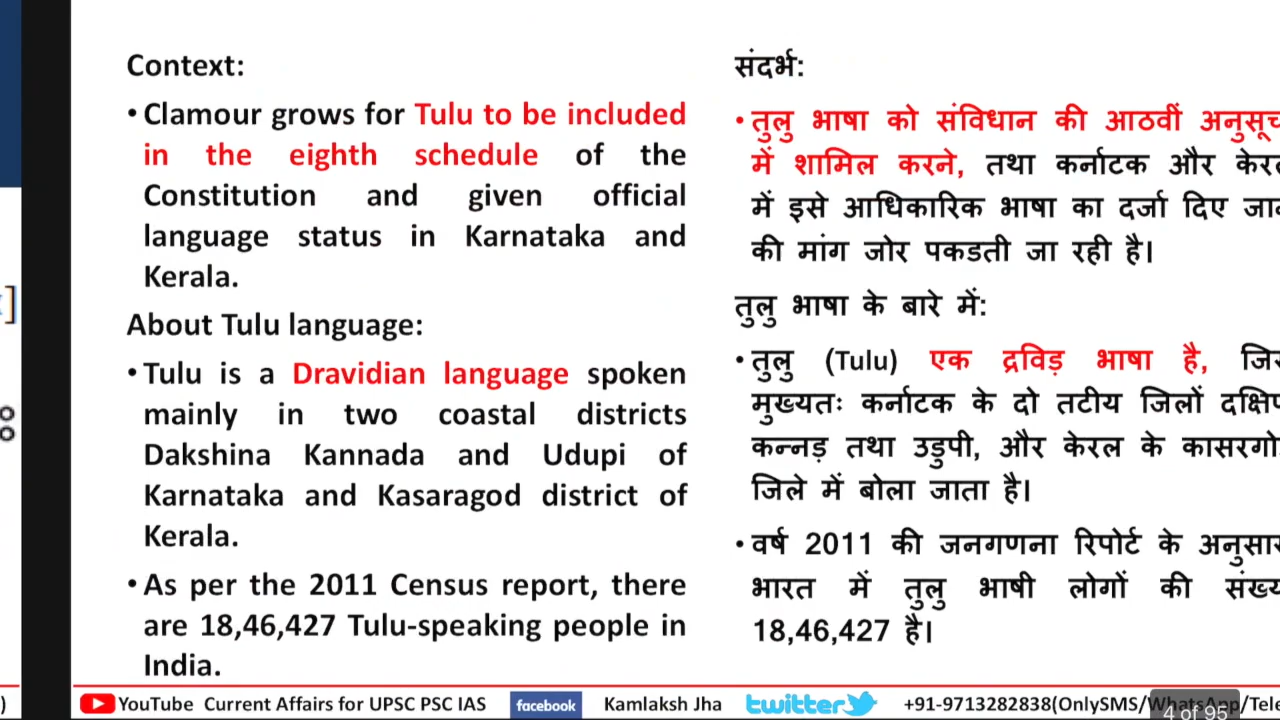 Context:
• Clamour grows for Tulu to be included
in the eighth schedule of the
Constitution and given official
language status in Karnataka and
Kerala.
About Tulu language:
• Tulu is a Dravidian language spoken
mainly in two coastal districts
Dakshina Kannada and Udupi of
Karnataka and Kasaragod district of
Kerala.
• As per the 2011 Census report, there
are 18,46,427 Tulu-speaking people in
India.
संदर्भ:
• तुलु भाषा को संविधान की आठवीं
में शामिल करने, तथा कर्नाटक और
में इसे आधिकारिक भाषा का दर्जा दिए
की मांग जोर पकडती जा रही है।
तुलु भाषा के बारे में:
• तुलु (Tulu) एक द्रविड़ भाषा है,
मुख्यतः कर्नाटक के दो तटीय जिलों
कन्नड़ तथा उडुपी, और केरल के
जिले में बोला जाता है।
• वर्ष 2011 की जनगणना रिपोर्ट के
भारत में तुलु भाषी लोगों की
18,46,427 है।
YouTube Current Affairs for UPSC PSC IAS facebook Kamlaksh Jha twitter +91-9713282838(OnlySMS/WhatsApp/Tele
4 of 95